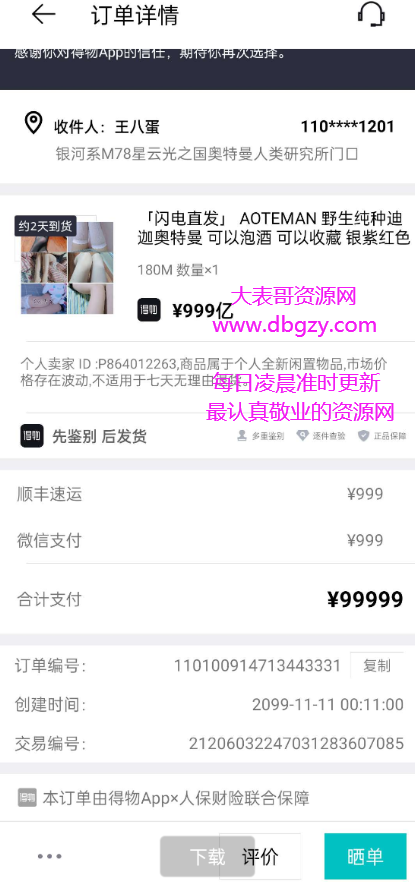 订单详情
感谢你对得物App的信任，期待你再次选择。
收件人：王八蛋 110****1201
银河系M78星云光之国奥特曼人类研究所门口
约2天到货
「闪电直发」 AOTEMAN 野生纯种迪
迦奥特曼 可以泡酒 可以收藏 银紫红色
180M 数量×1
得物 ¥999亿
大表哥资源网
www.dbgzy.com
个人卖家 ID :P864012263,商品属于个人全新闲置物品,市场价
格存在波动,不适用于七天无理由
每日凌晨准时更新
最认真敬业的资源网
得物 先鉴别 后发货 多重鉴别 逐件查验 正品保障
顺丰速运 ¥999
微信支付 ¥999
合计支付 ¥99999
订单编号： 110100914713443331 复制
创建时间： 2099-11-11 00:11:00
交易编号： 21206032247031283607085
得物 本订单由得物App×人保财险联合保障
下载 评价 晒单